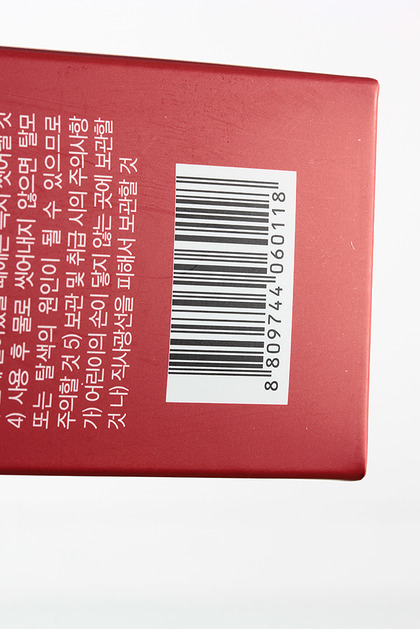 4) 사용 후 물로 씻어내지 않으면 탈모
또는 탈색의 원인이 될 수 있으므로
주의할 것 5) 보관 및 취급 시의 주의사항
가) 어린이의 손이 닿지 않는 곳에 보관할
것 나) 직사광선을 피해서 보관할 것
8 809744 060118